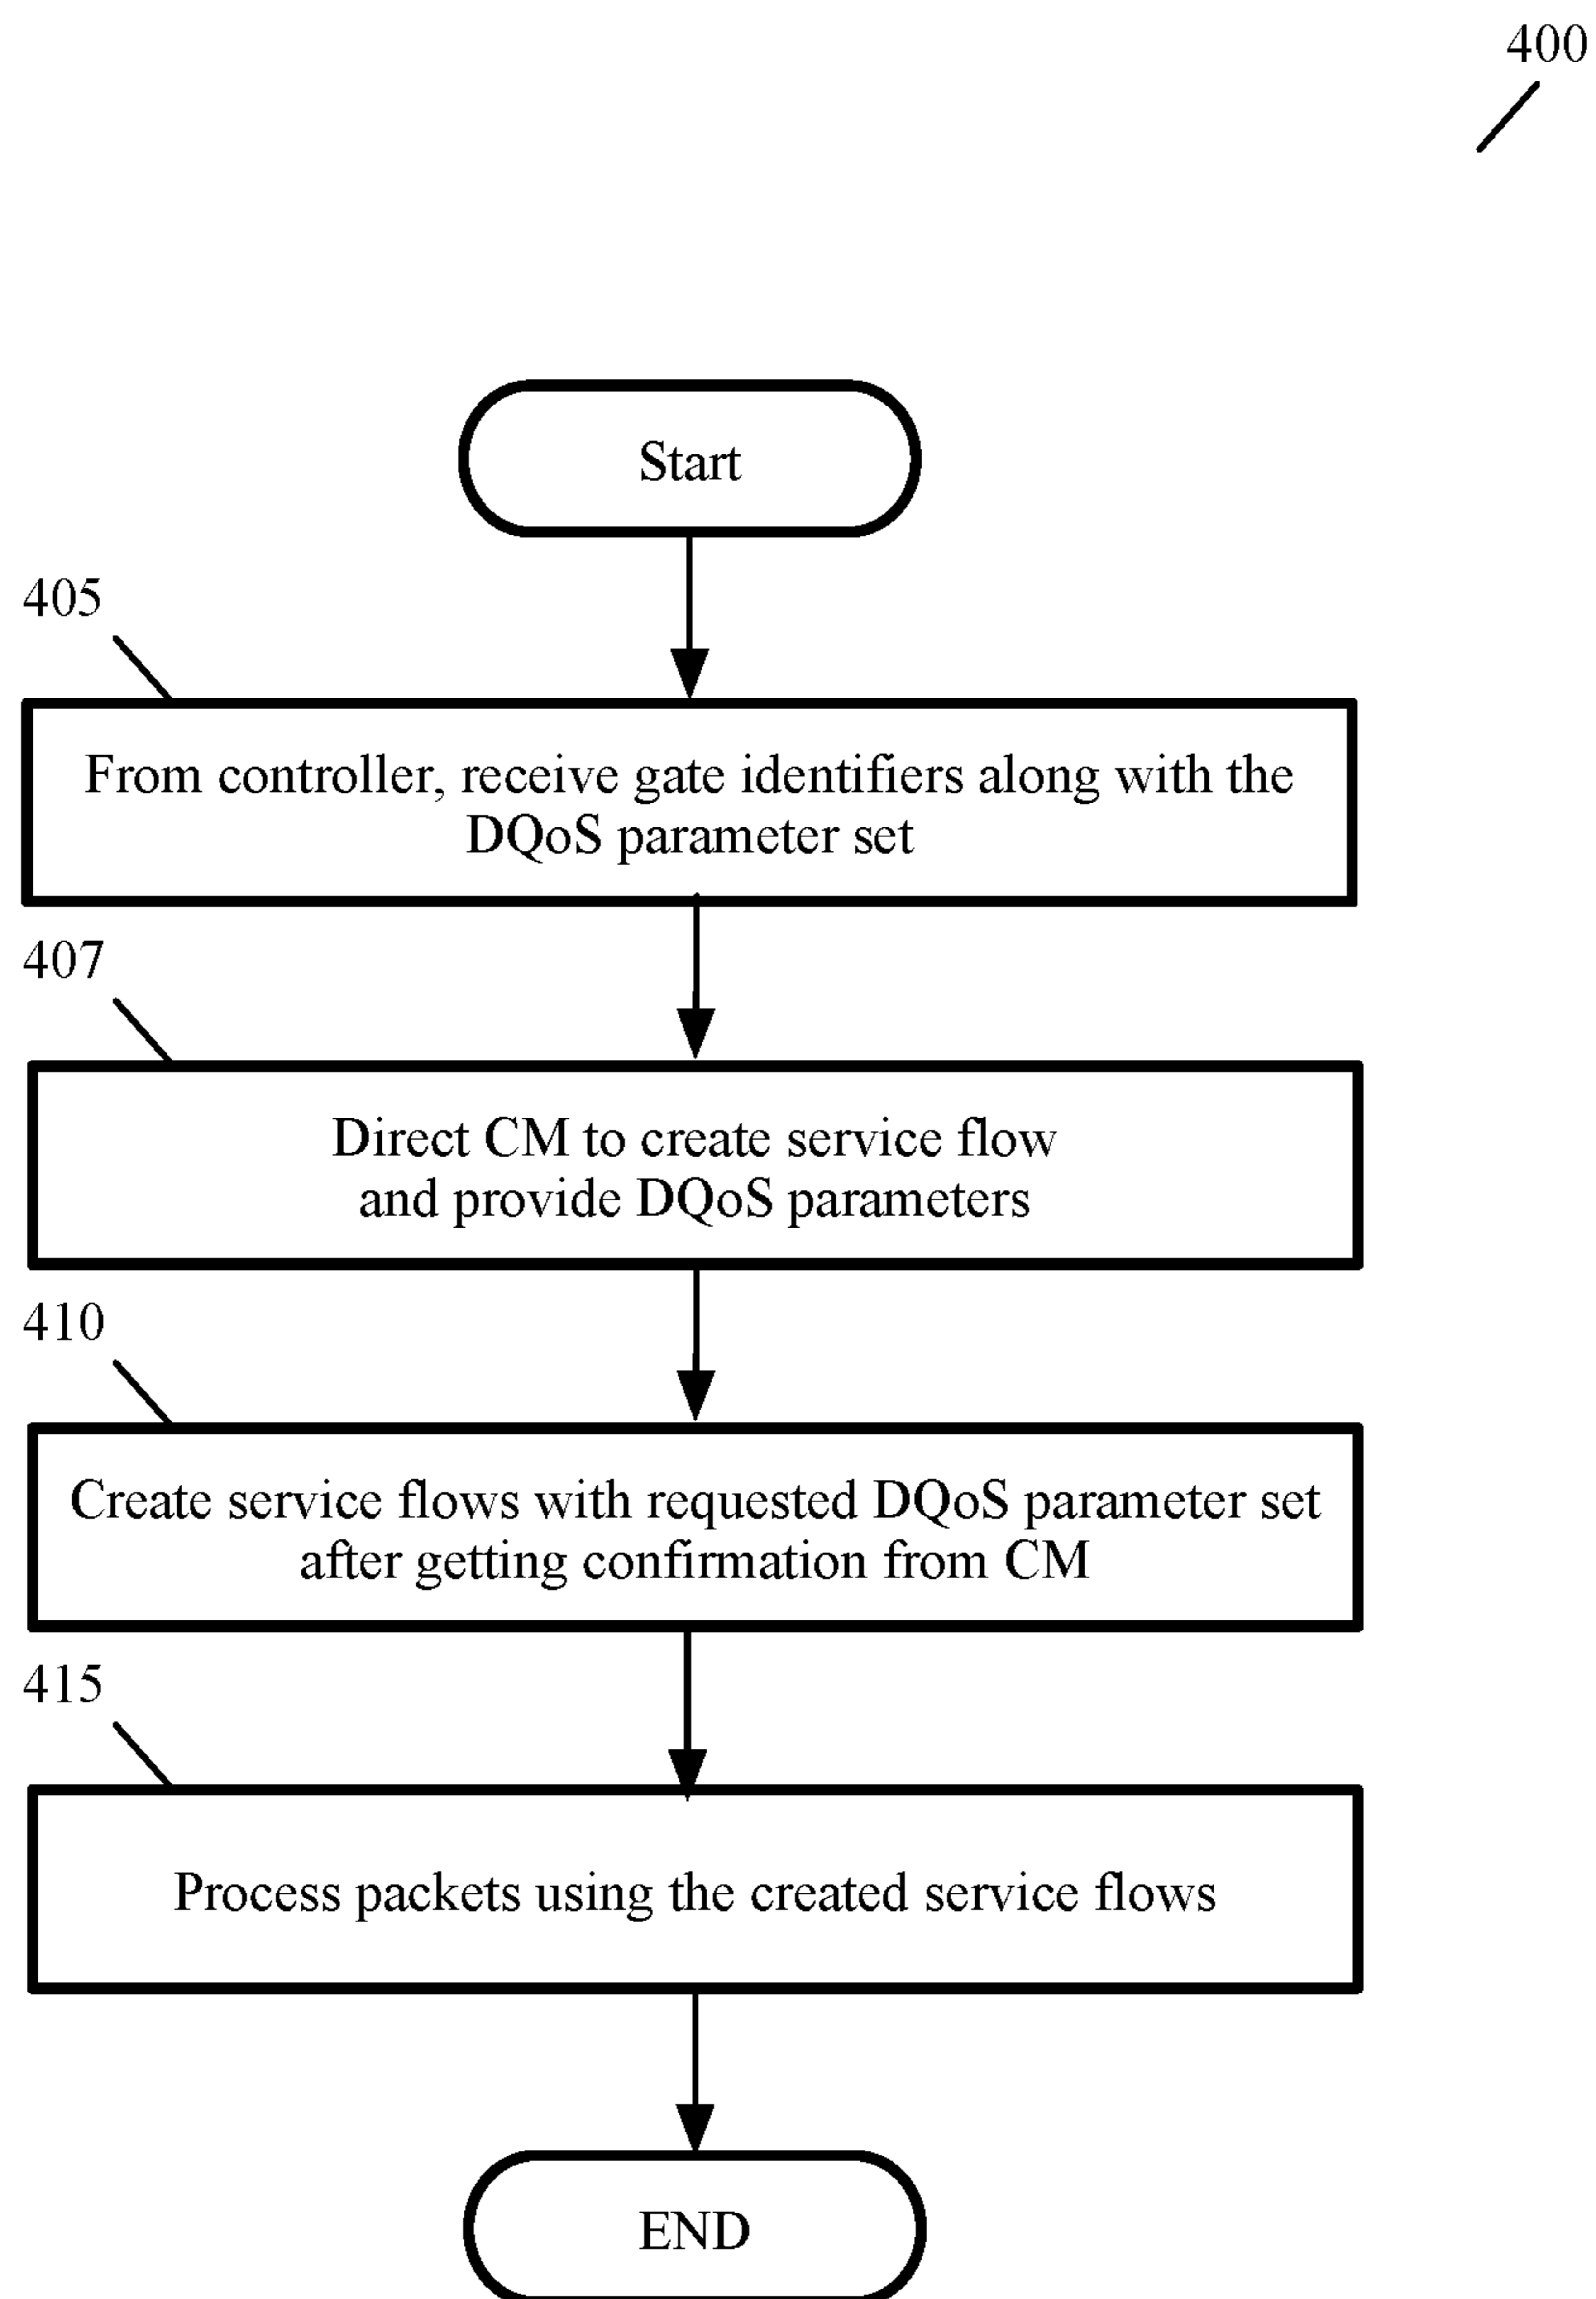 400
Start
405
From controller, receive gate identifiers along with the
DQoS parameter set
407
Direct CM to create service flow
and provide DQoS parameters
410
Create service flows with requested DQoS parameter set
after getting confirmation from CM
415
Process packets using the created service flows
END